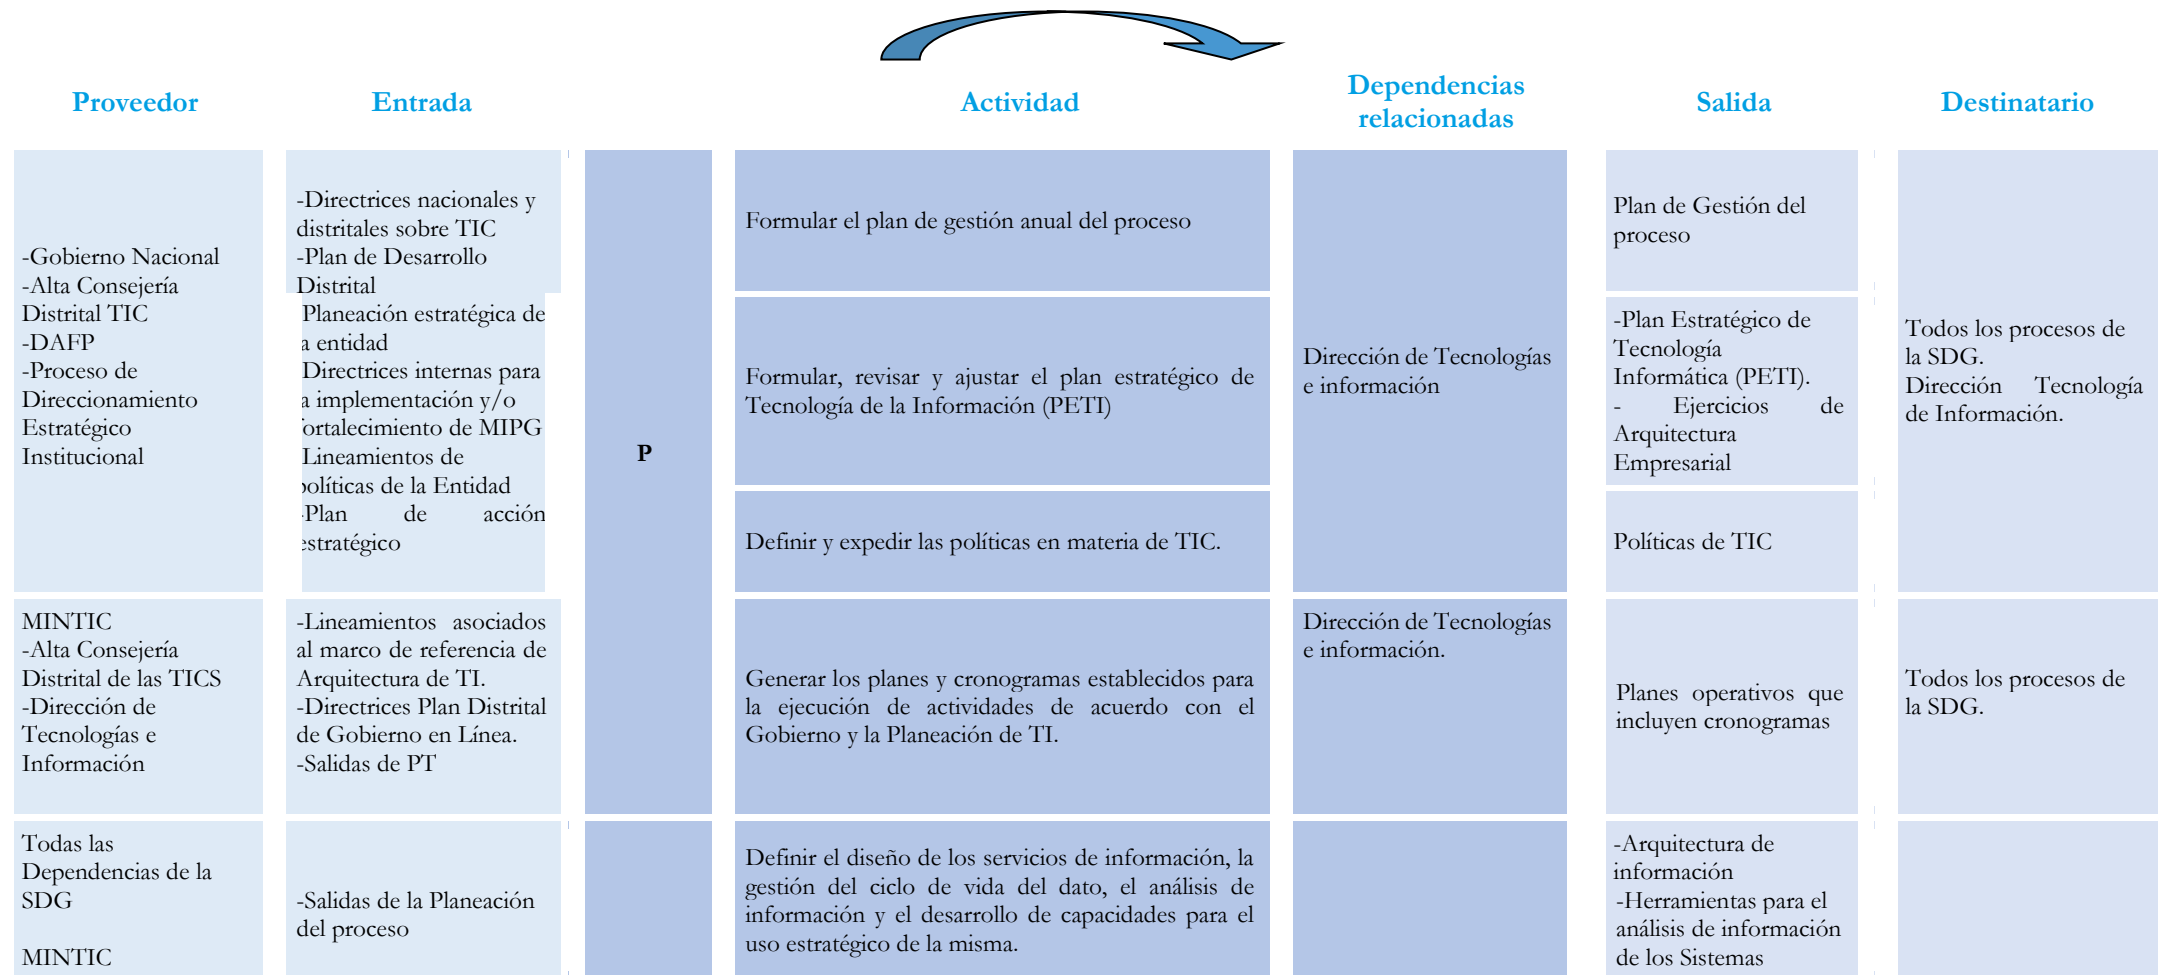 Proveedor
Entrada
Actividad
Dependencias
relacionadas
Salida
Destinatario
-Gobierno Nacional
-Alta Consejería
Distrital TIC
-DAFP
-Proceso de
Direccionamiento
Estratégico
Institucional
-Directrices nacionales y
distritales sobre TIC
-Plan de Desarrollo
Distrital
Planeación estratégica de
a entidad
Directrices internas para
a implementación y/o
fortalecimiento de MIPG
Lineamientos de
políticas de la Entidad
-Plan de acción
estratégico
P
Formular el plan de gestión anual del proceso
Formular, revisar y ajustar el plan estratégico de
Tecnología de la Información (PETI)
Definir y expedir las políticas en materia de TIC.
Dirección de Tecnologías
e información
Plan de Gestión del
proceso
-Plan Estratégico de
Tecnología
Informática (PETI).
- Ejercicios de
Arquitectura
Empresarial
Políticas de TIC
Todos los procesos de
la SDG.
Dirección Tecnología
de Información.
MINTIC
-Alta Consejería
Distrital de las TICS
-Dirección de
Tecnologías e
Información
-Lineamientos asociados
al marco de referencia de
Arquitectura de TI.
-Directrices Plan Distrital
de Gobierno en Línea.
-Salidas de PT
Generar los planes y cronogramas establecidos para
la ejecución de actividades de acuerdo con el
Gobierno y la Planeación de TI.
Dirección de Tecnologías
e información.
Planes operativos que
incluyen cronogramas
Todos los procesos de
la SDG.
Todas las
Dependencias de la
SDG
MINTIC
-Salidas de la Planeación
del proceso
Definir el diseño de los servicios de información, la
gestión del ciclo de vida del dato, el análisis de
información y el desarrollo de capacidades para el
uso estratégico de la misma.
-Arquitectura de
información
-Herramientas para el
análisis de información
de los Sistemas